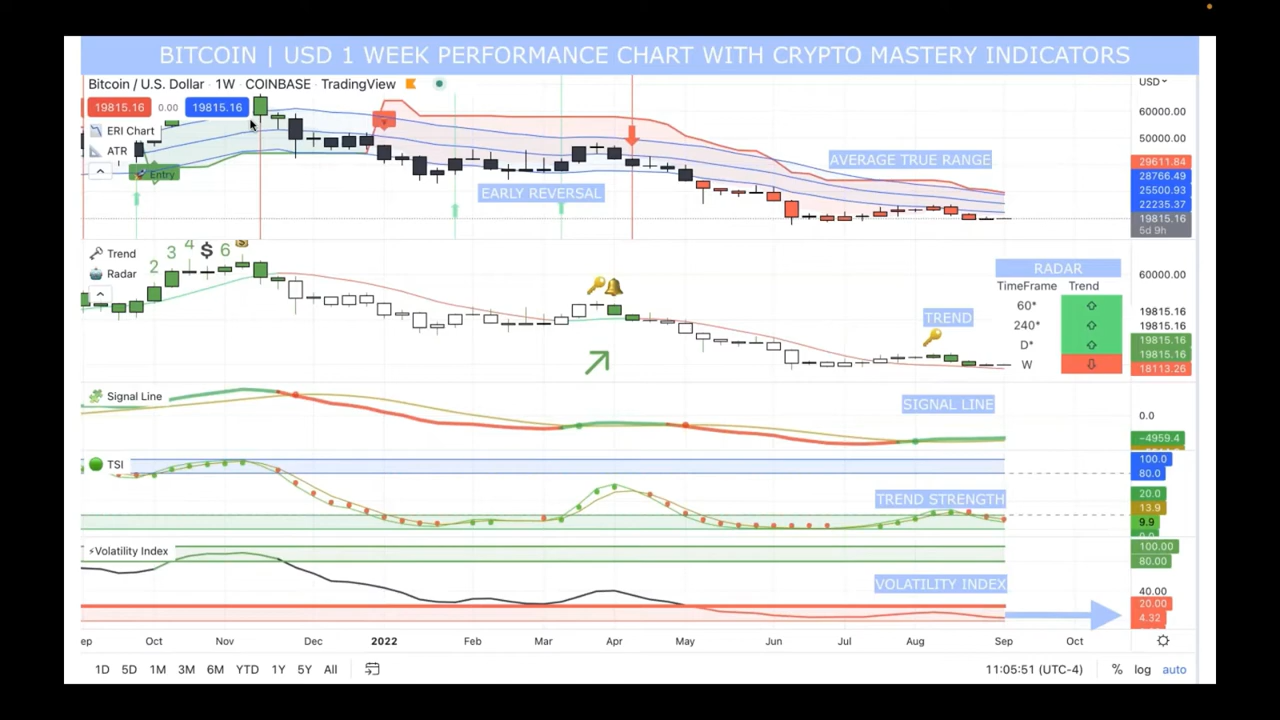 BITCOIN | USD 1 WEEK PERFORMANCE CHART WITH CRYPTO MASTERY INDICATORS
Bitcoin / U.S. Dollar · 1W · COINBASE · TradingView
USD
19815.16 0.00 19815.16
60000.00
ERI Chart
50000.00
ATR
AVERAGE TRUE RANGE
29611.84
Entry
28766.49
EARLY REVERSAL
25500.93
22235.37
19815.16
5d 9h
2 3 4 $ 6
Trend
RADAR
Radar
60000.00
TimeFrame Trend
60*
19815.16
TREND
240*
19815.16
D*
19815.16
19815.16
W
18113.26
Signal Line
SIGNAL LINE
0.0
−4959.4
TSI
100.0
80.0
TREND STRENGTH
20.0
13.9
9.9
⚡Volatility Index
100.00
80.00
VOLATILITY INDEX
40.00
20.00
4.32
ep Oct Nov Dec 2022 Feb Mar Apr May Jun Jul Aug Sep Oct
1D 5D 1M 3M 6M YTD 1Y 5Y All
11:05:51 (UTC-4) % log auto